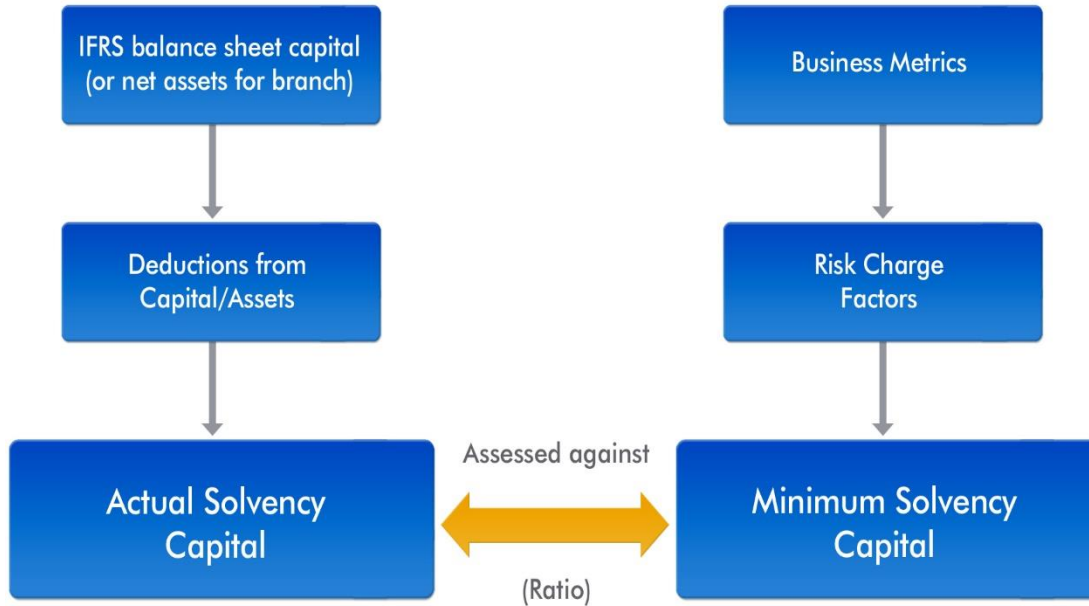 IFRS balance sheet capital
(or net assets for branch)
Business Metrics
Deductions from
Capital/Assets
Risk Charge
Factors
Actual Solvency
Capital
Assessed against
(Ratio)
Minimum Solvency
Capital